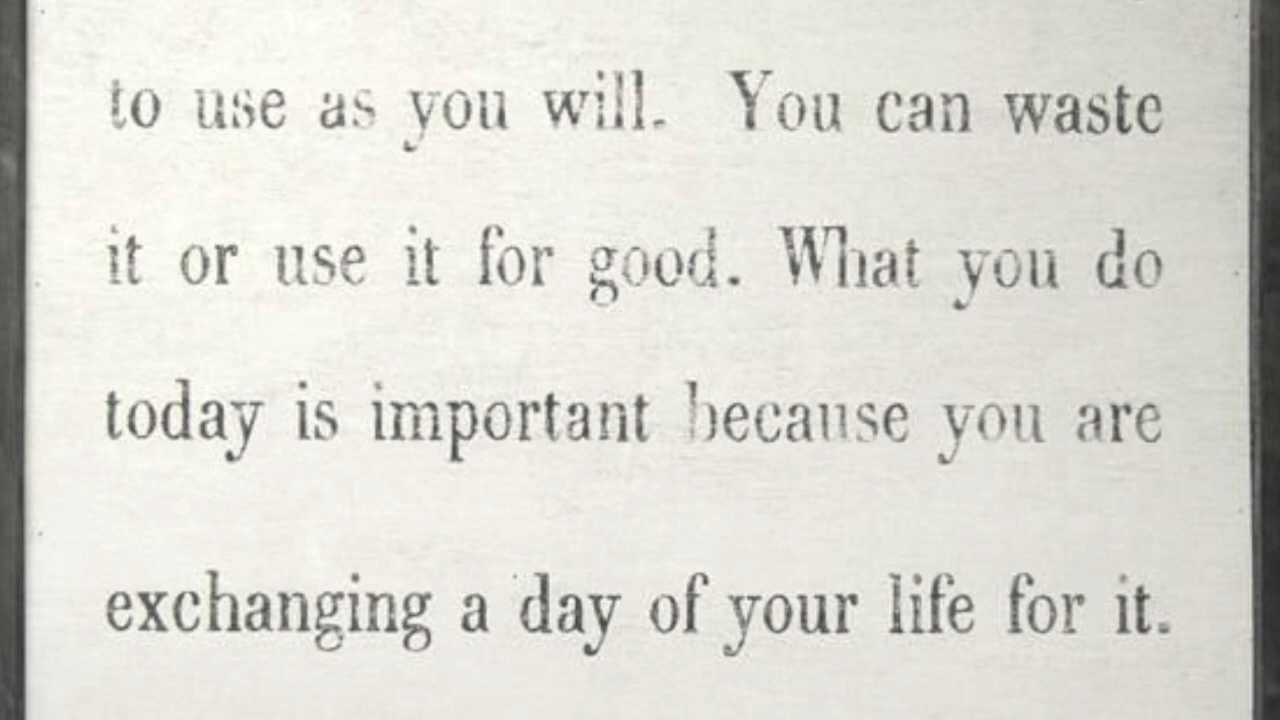 to use as you will. You can waste
it or use it for good. What you do
today is important because you are
exchanging a day of your life for it.